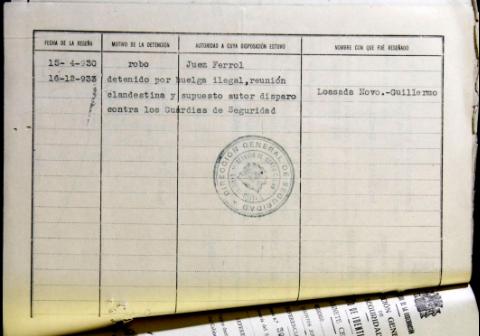 FECHA DE LA RESEÑA MOTIVO DE LA DETENCIÓN AUTORIDAD A CUYA DISPOSICIÓN ESTUVO NOMBRE CON QUE FUÉ RESEÑADO
15- 4-930 robo Juez Ferrol
16-12-933 detenido por huelga ilegal,reunión
clandestina y supuesto autor disparo Lossada Novo.-Guillermo
contra los Guardias de Seguridad
DIRECCIÓN GENERAL DE SEGURIDAD